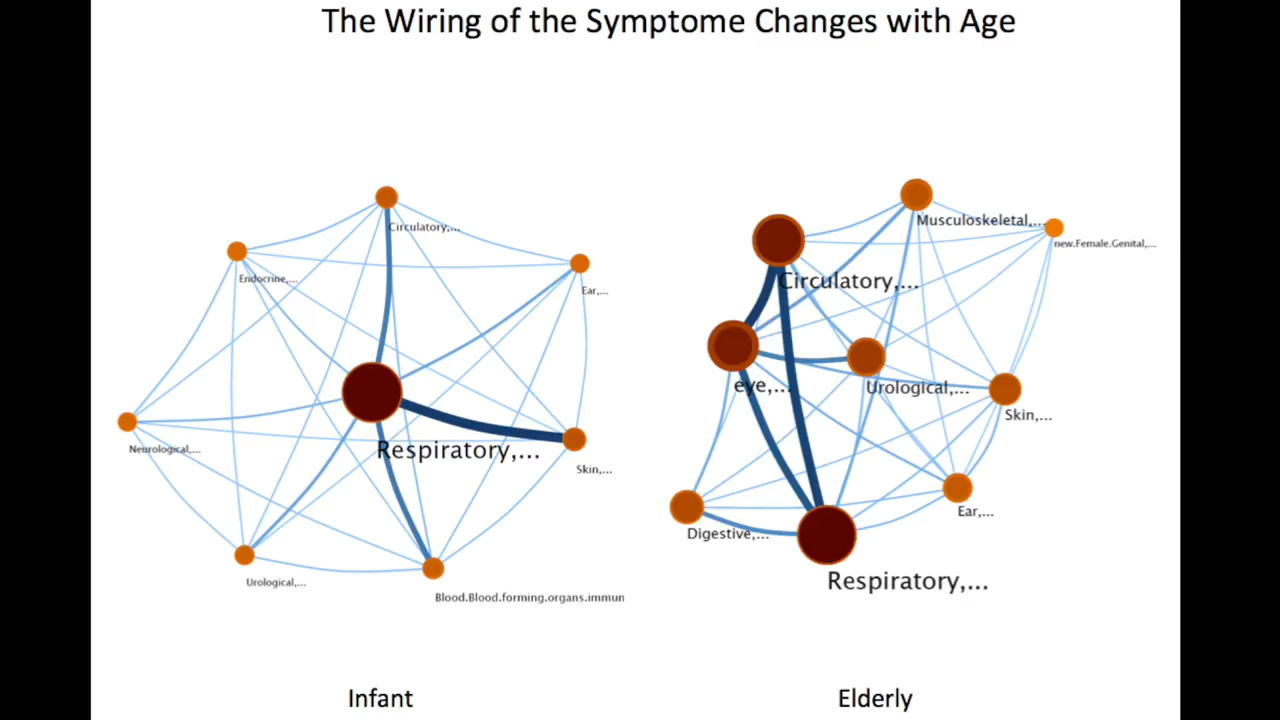 The Wiring of the Symptome Changes with Age
Circulatory,...
Endocrine,...
Ear,...
Respiratory,...
Neurological,...
Skin,...
Urological,...
Blood.Blood.forming.organs.immun
Infant
Musculoskeletal,...
new.Female.Genital,...
Circulatory,...
eye,...
Urological,...
Skin,...
Ear,...
Digestive,...
Respiratory,...
Elderly